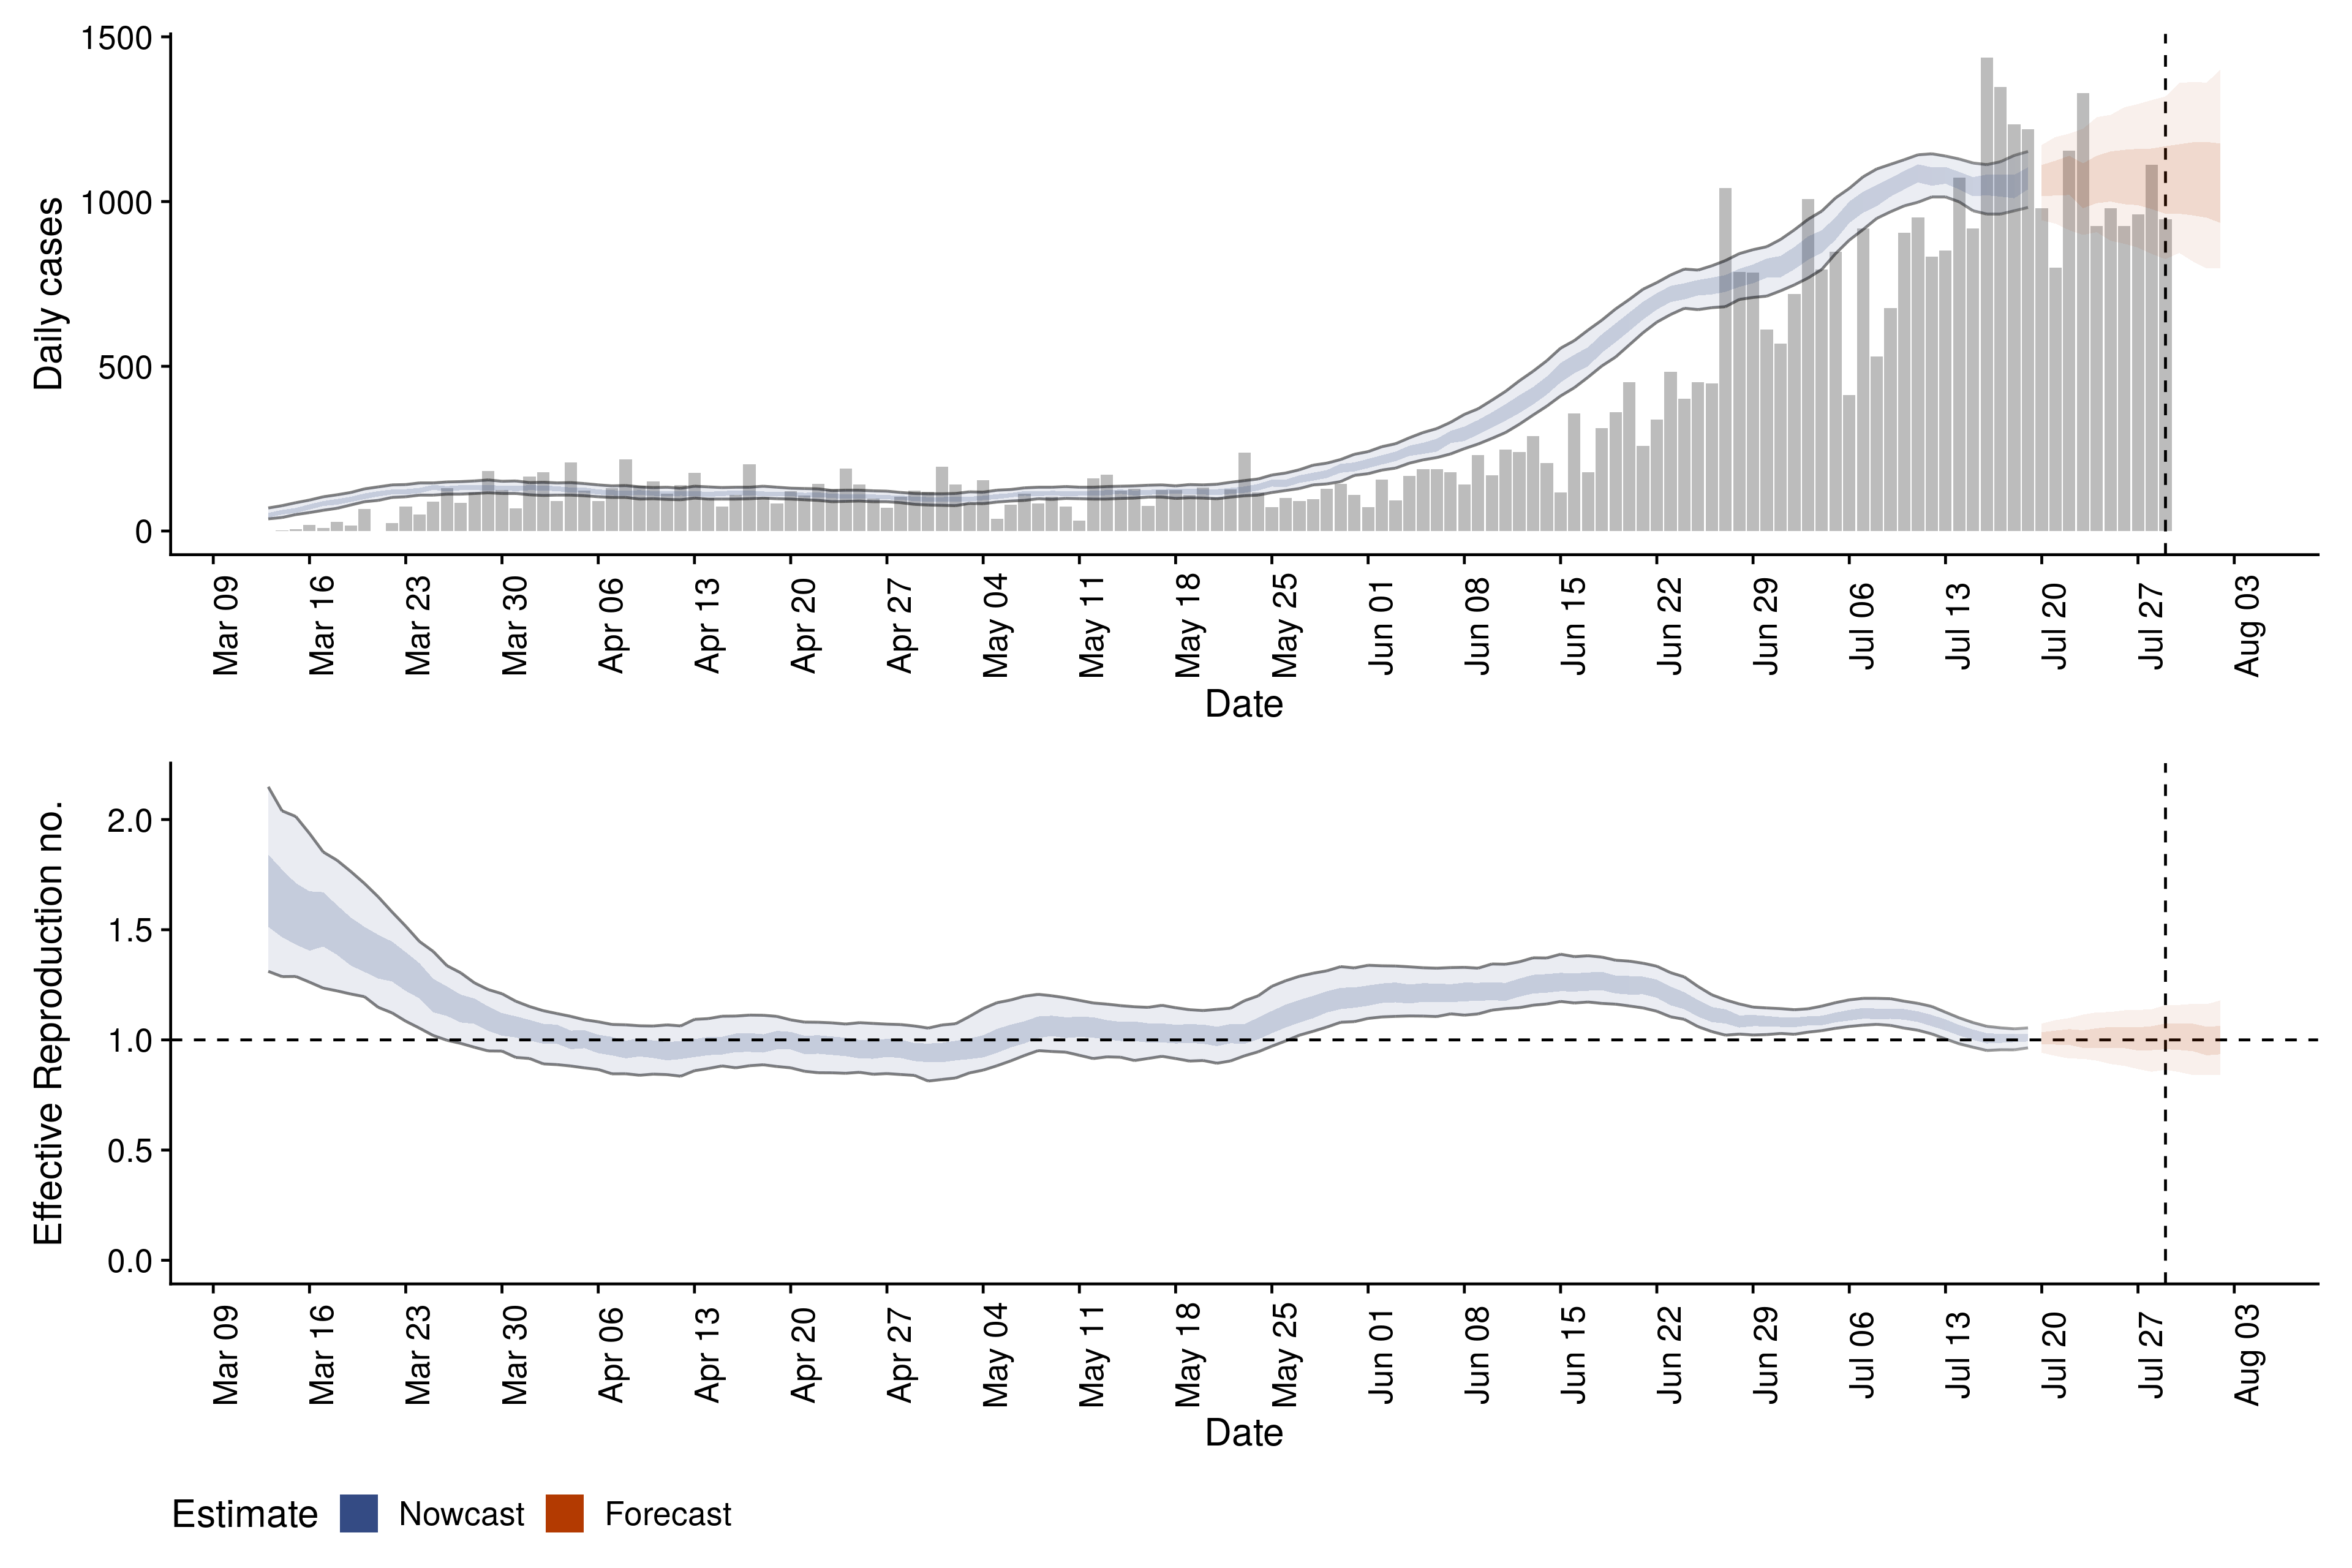 Daily cases
1500
1000
500
0
Mar 09 Mar 16 Mar 23 Mar 30 Apr 06 Apr 13 Apr 20 Apr 27 May 04 May 11 May 18 May 25 Jun 01 Jun 08 Jun 15 Jun 22 Jun 29 Jul 06 Jul 13 Jul 20 Jul 27 Aug 03
Date
Effective Reproduction no.
2.0
1.5
1.0
0.5
0.0
Mar 09 Mar 16 Mar 23 Mar 30 Apr 06 Apr 13 Apr 20 Apr 27 May 04 May 11 May 18 May 25 Jun 01 Jun 08 Jun 15 Jun 22 Jun 29 Jul 06 Jul 13 Jul 20 Jul 27 Aug 03
Date
Estimate Nowcast Forecast